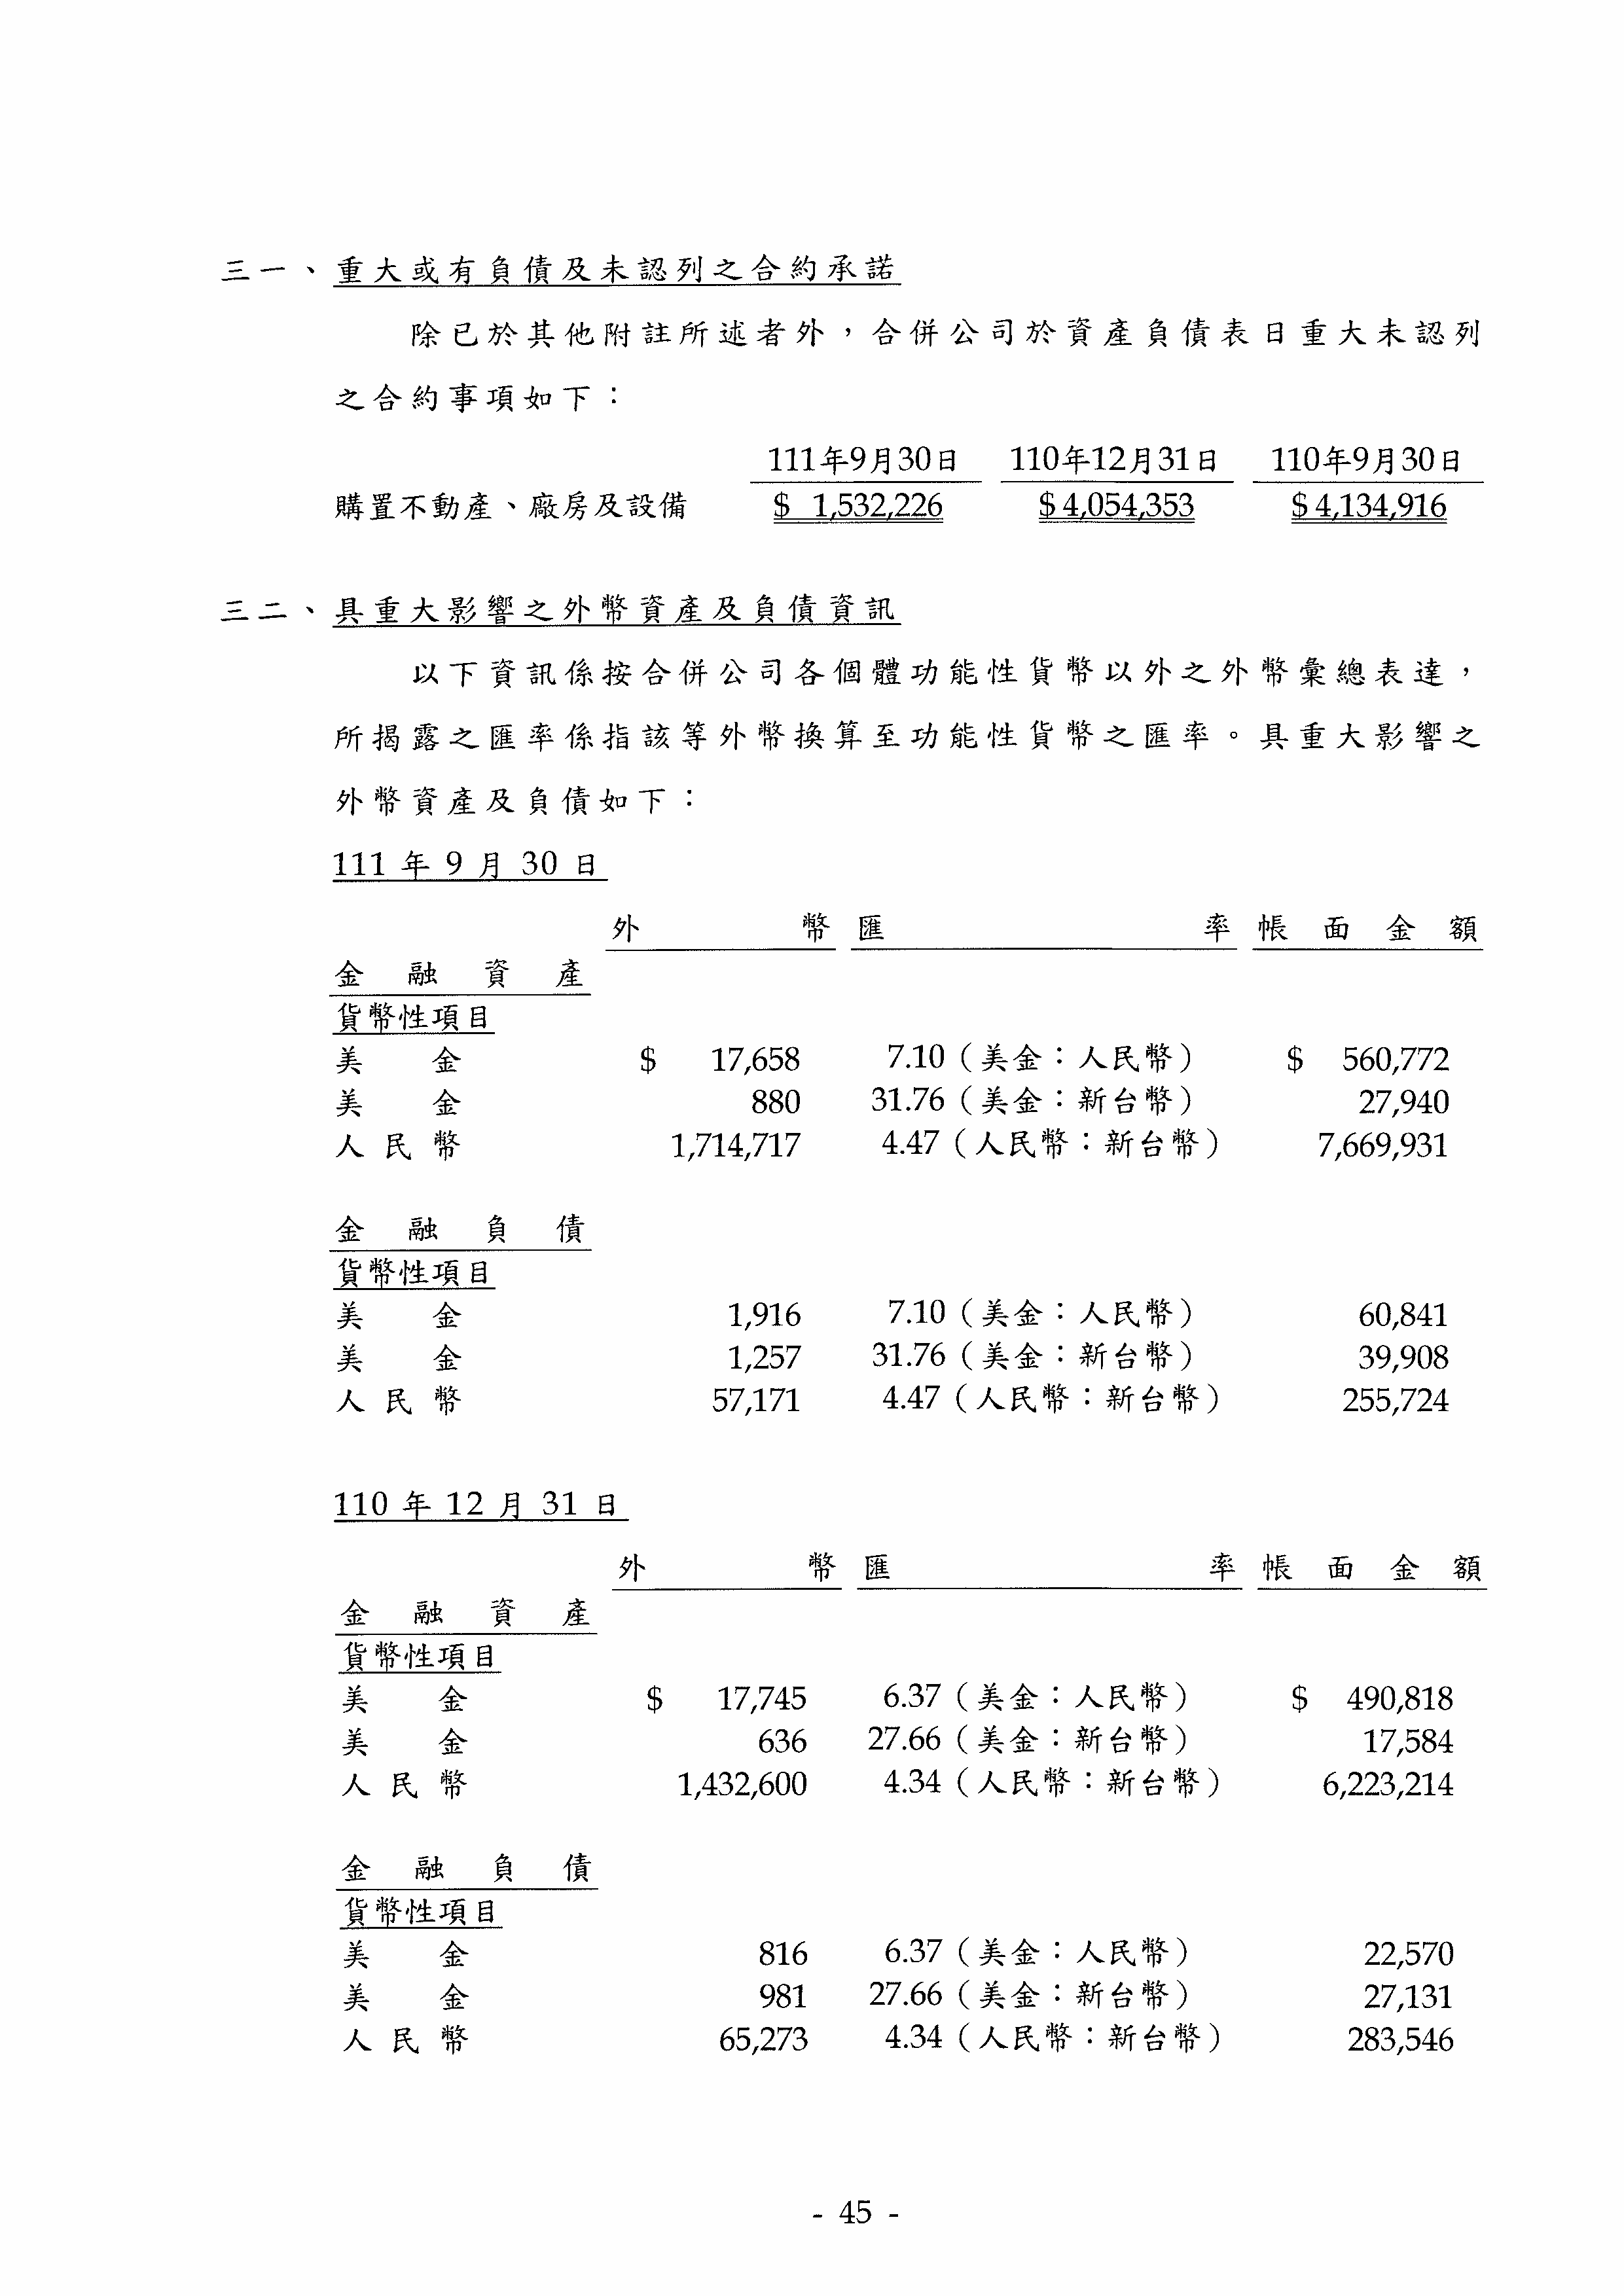 三一、重大或有負債及未認列之合約承諾
除已於其他附註所述者外，合併公司於資產負債表日重大未認列
之合約事項如下：
111年9月30日 110年12月31日 110年9月30日
購置不動產、廠房及設備 $ 1,532,226 $4,054,353 $4,134,916
三二、具重大影響之外幣資產及負債資訊
以下資訊係按合併公司各個體功能性貨幣以外之外幣彙總表達，
所揭露之匯率係指該等外幣換算至功能性貨幣之匯率。具重大影響之
外幣資產及負債如下：
111 年 9 月 30 日
外幣 匯率 帳面金額
金融資產
貨幣性項目
美金 $ 17,658 7.10（美金：人民幣） $ 560,772
美金 880 31.76（美金：新台幣） 27,940
人民幣 1,714,717 4.47（人民幣：新台幣） 7,669,931
金融負債
貨幣性項目
美金 1,916 7.10（美金：人民幣） 60,841
美金 1,257 31.76（美金：新台幣） 39,908
人民幣 57,171 4.47（人民幣：新台幣） 255,724
110 年 12 月 31 日
外幣 匯率 帳面金額
金融資產
貨幣性項目
美金 $ 17,745 6.37（美金：人民幣） $ 490,818
美金 636 27.66（美金：新台幣） 17,584
人民幣 1,432,600 4.34（人民幣：新台幣） 6,223,214
金融負債
貨幣性項目
美金 816 6.37（美金：人民幣） 22,570
美金 981 27.66（美金：新台幣） 27,131
人民幣 65,273 4.34（人民幣：新台幣） 283,546
- 45 -